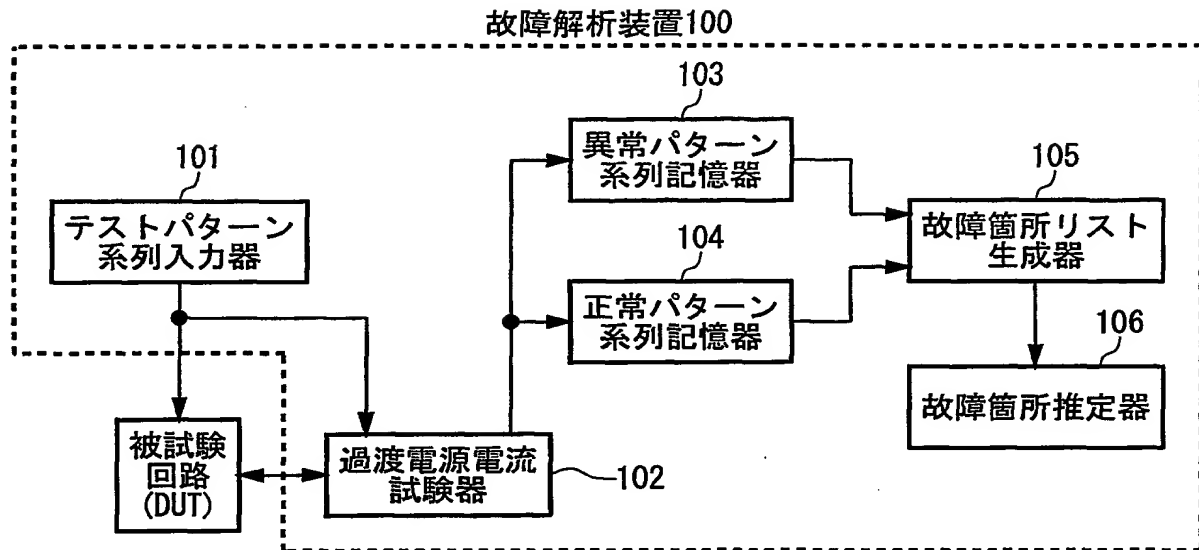 故障解析装置100
101
テストパターン
系列入力器
103
異常パターン
系列記憶器
104
正常パターン
系列記憶器
105
故障箇所リスト
生成器
106
故障箇所推定器
被試験
回路
(DUT)
過渡電源電流
試験器
102